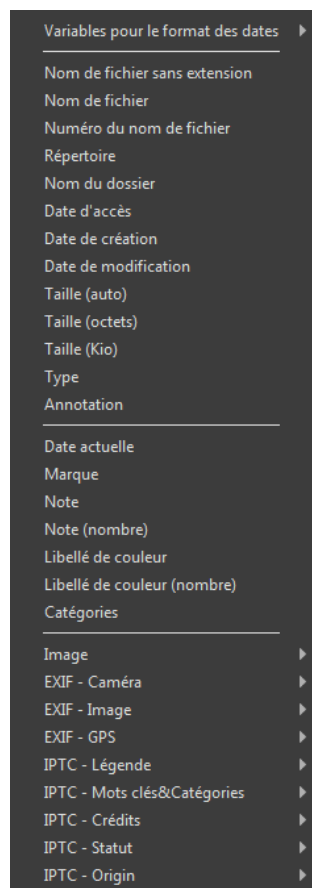 Variables pour le format des dates
Nom de fichier sans extension
Nom de fichier
Numéro du nom de fichier
Répertoire
Nom du dossier
Date d'accès
Date de création
Date de modification
Taille (auto)
Taille (octets)
Taille (Kio)
Type
Annotation
Date actuelle
Marque
Note
Note (nombre)
Libellé de couleur
Libellé de couleur (nombre)
Catégories
Image
EXIF - Caméra
EXIF - Image
EXIF - GPS
IPTC - Légende
IPTC - Mots clés&Catégories
IPTC - Crédits
IPTC - Statut
IPTC - Origin